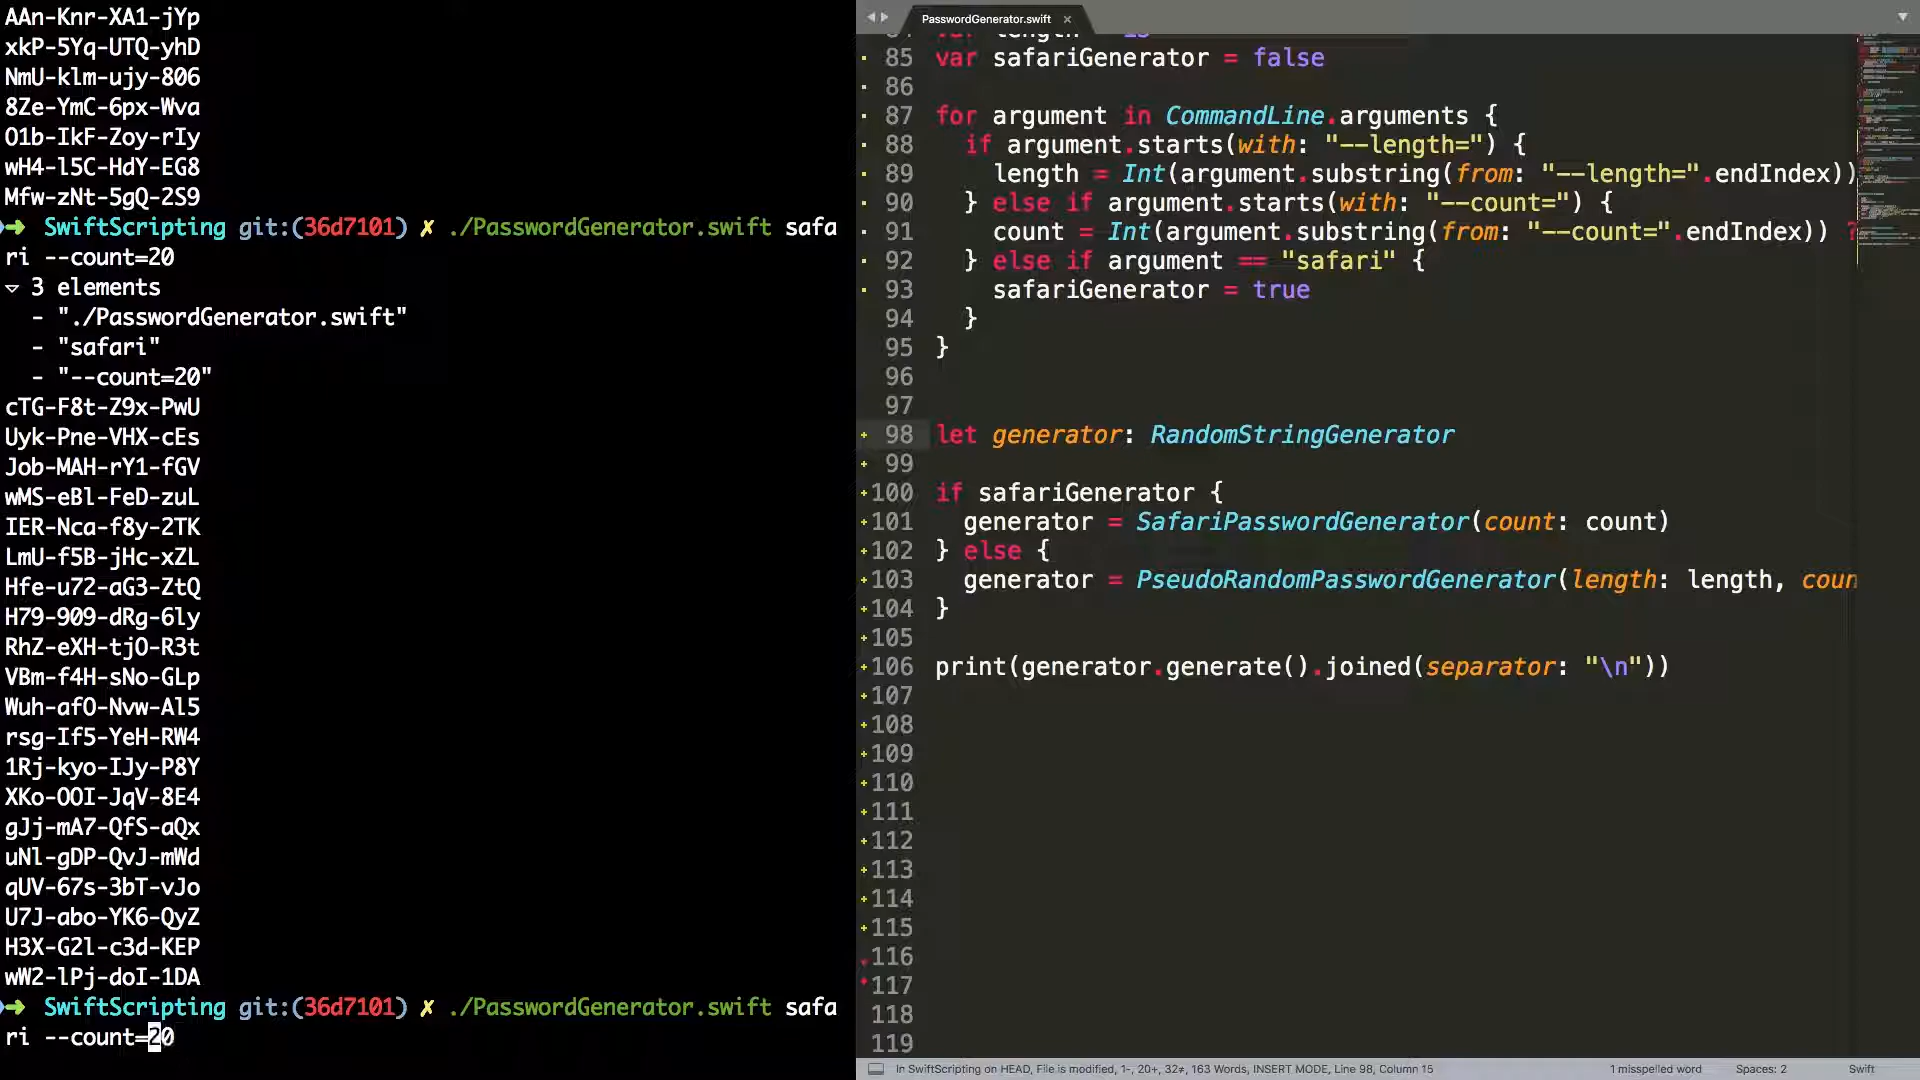 AAn-Knr-XA1-jYp
xkP-5Yq-UTQ-yhD
NmU-klm-ujy-806
8Ze-YmC-6px-Wva
O1b-IkF-Zoy-rIy
wH4-l5C-HdY-EG8
Mfw-zNt-5gQ-2S9
➜ SwiftScripting git:(36d7101) ✗ ./PasswordGenerator.swift safa
ri --count=20
▿ 3 elements
- "./PasswordGenerator.swift"
- "safari"
- "--count=20"
cTG-F8t-Z9x-PwU
Uyk-Pne-VHX-cEs
Job-MAH-rY1-fGV
wMS-eBl-FeD-zuL
IER-Nca-f8y-2TK
LmU-f5B-jHc-xZL
Hfe-u72-aG3-ZtQ
H79-909-dRg-6ly
RhZ-eXH-tjO-R3t
VBm-f4H-sNo-GLp
Wuh-afO-Nvw-Al5
rsg-If5-YeH-RW4
1Rj-kyo-IJy-P8Y
XKo-OOI-JqV-8E4
gJj-mA7-QfS-aQx
uNl-gDP-QvJ-mWd
qUV-67s-3bT-vJo
U7J-abo-YK6-QyZ
H3X-G2l-c3d-KEP
wW2-lPj-doI-1DA
➜ SwiftScripting git:(36d7101) ✗ ./PasswordGenerator.swift safa
ri --count=20
PasswordGenerator.swift ×
85 var safariGenerator = false
86
87 for argument in CommandLine.arguments {
88 if argument.starts(with: "--length=") {
89 length = Int(argument.substring(from: "--length=".endIndex))
90 } else if argument.starts(with: "--count=") {
91 count = Int(argument.substring(from: "--count=".endIndex)) ?
92 } else if argument == "safari" {
93 safariGenerator = true
94 }
95 }
96
97
98 let generator: RandomStringGenerator
99
100 if safariGenerator {
101 generator = SafariPasswordGenerator(count: count)
102 } else {
103 generator = PseudoRandomPasswordGenerator(length: length, coun
104 }
105
106 print(generator.generate().joined(separator: "\n"))
107
108
109
110
111
112
113
114
115
116
117
118
119
In SwiftScripting on HEAD, File is modified, 1-, 20+, 32≠, 163 Words, INSERT MODE, Line 98, Column 15
1 misspelled word
Spaces: 2
Swift